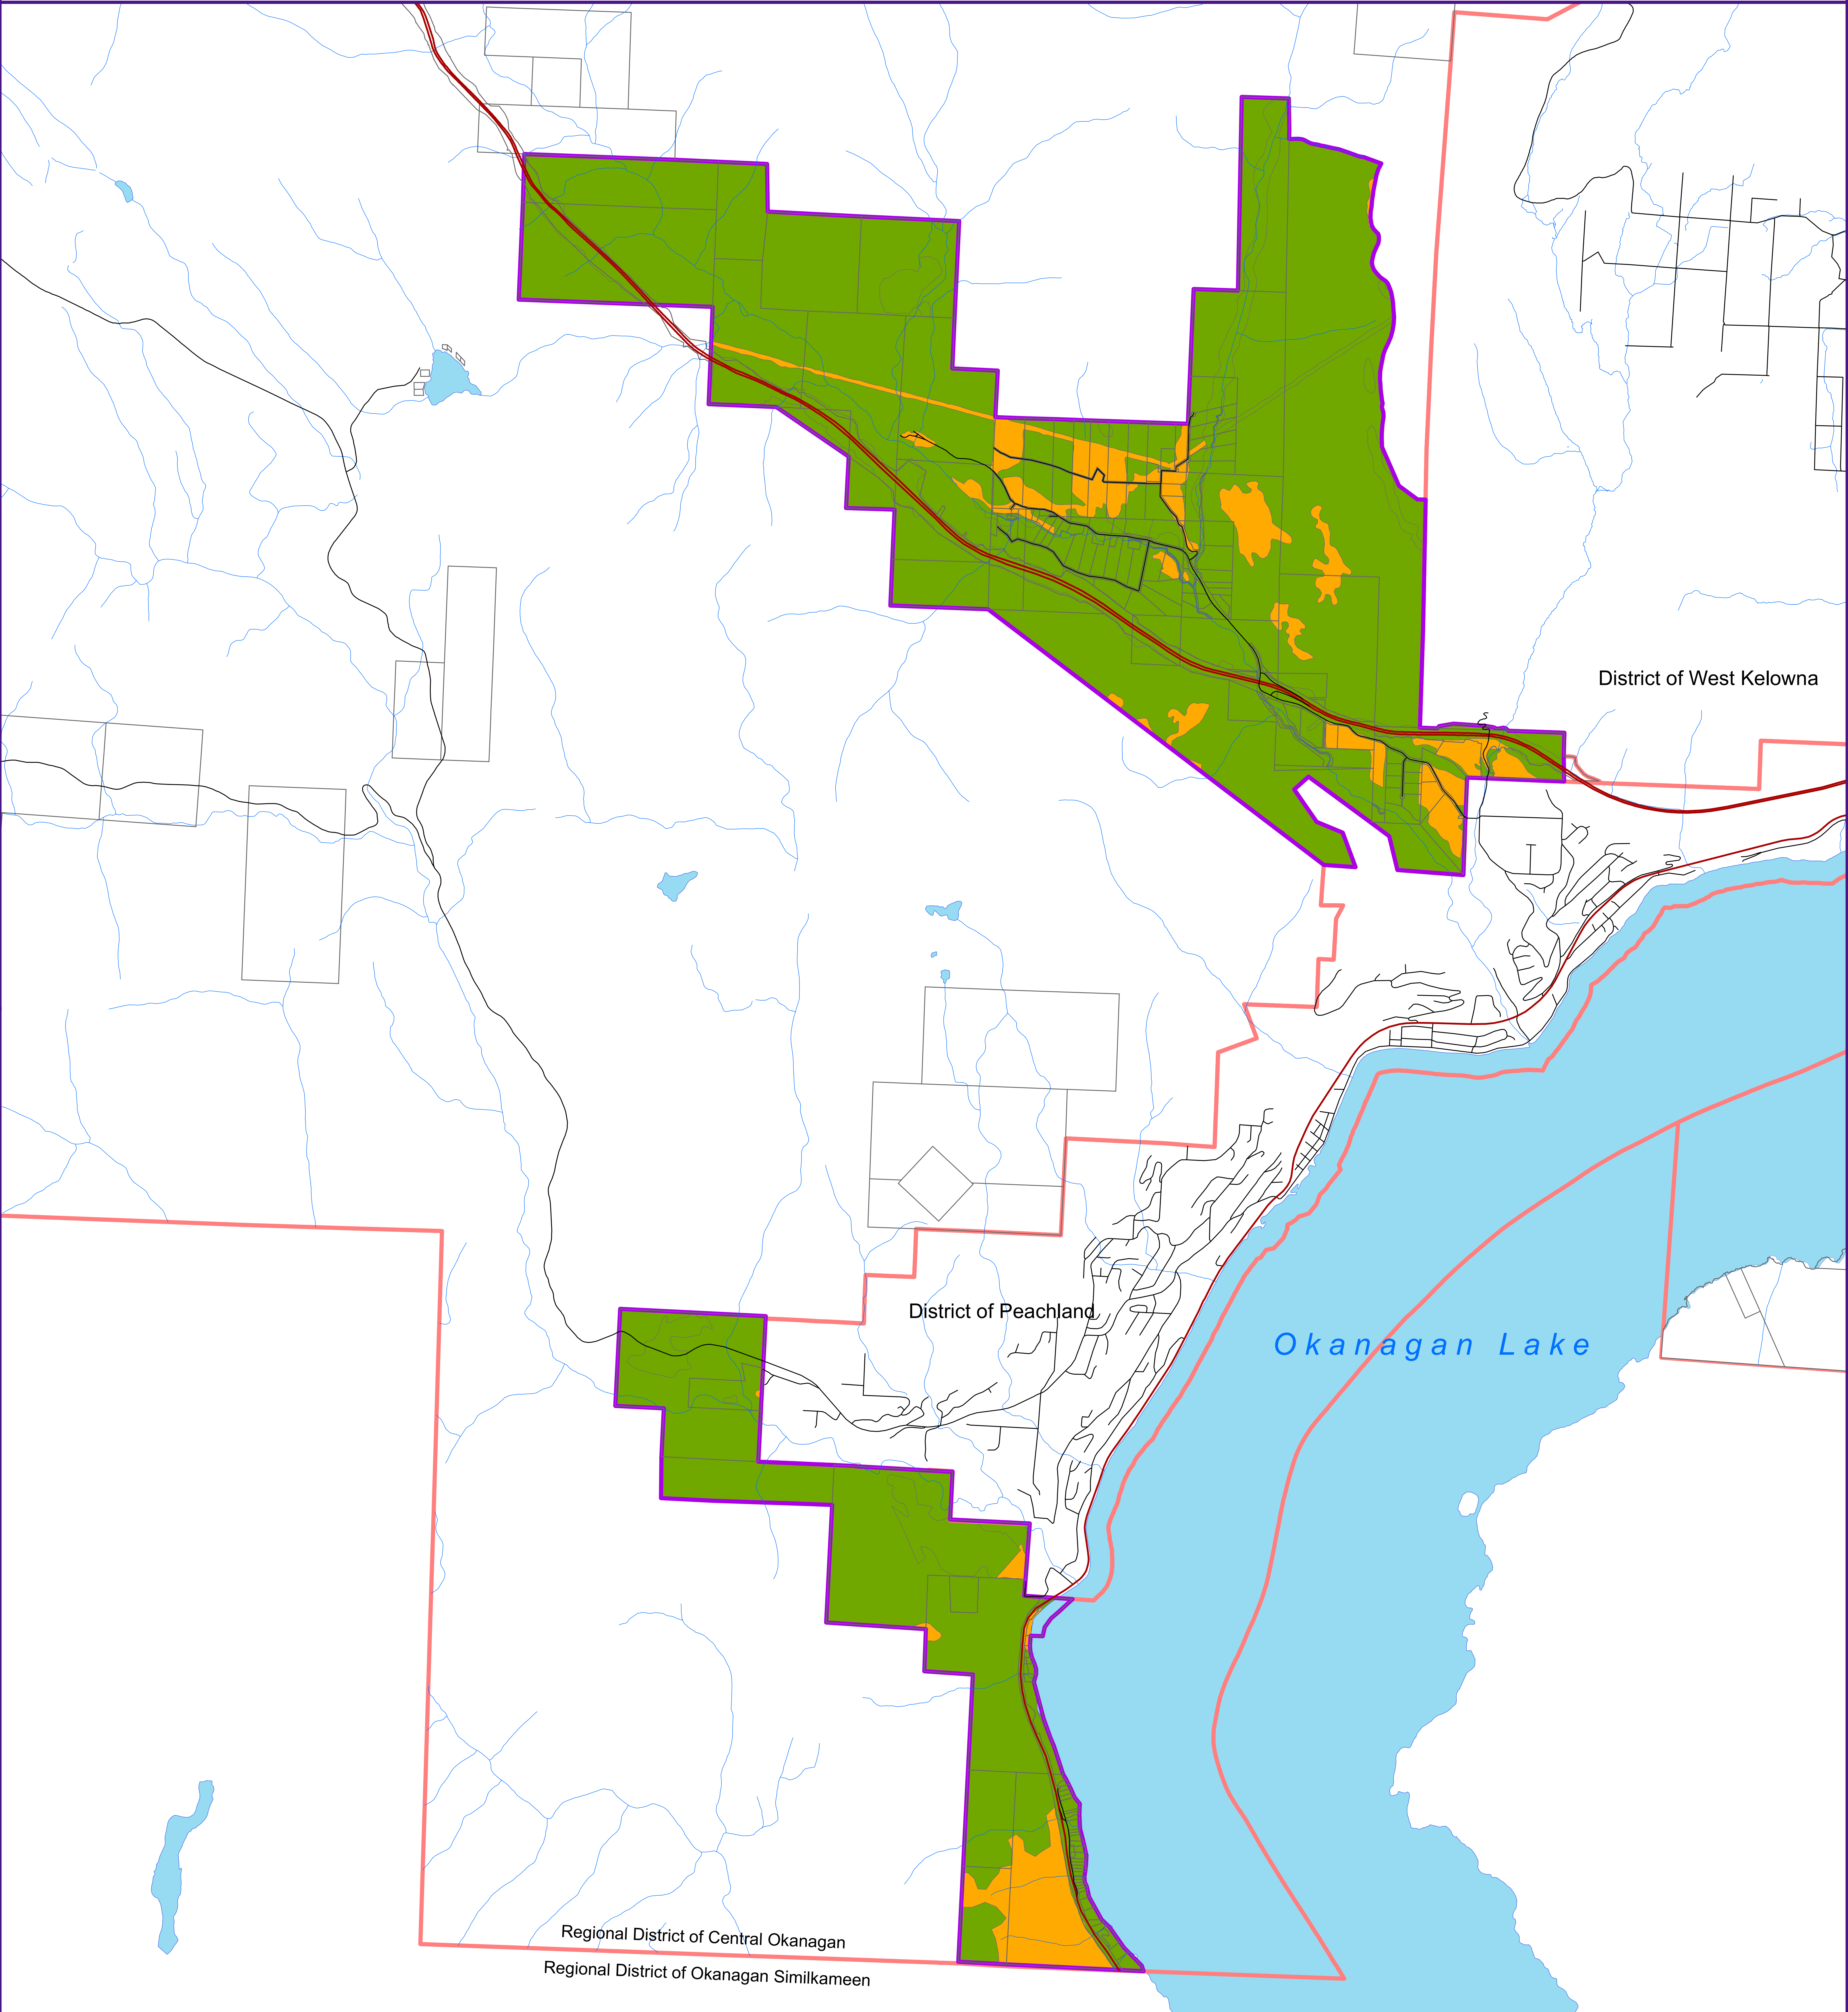 District of West Kelowna
District of Peachland
Okanagan Lake
Regional District of Central Okanagan
Regional District of Okanagan Similkameen